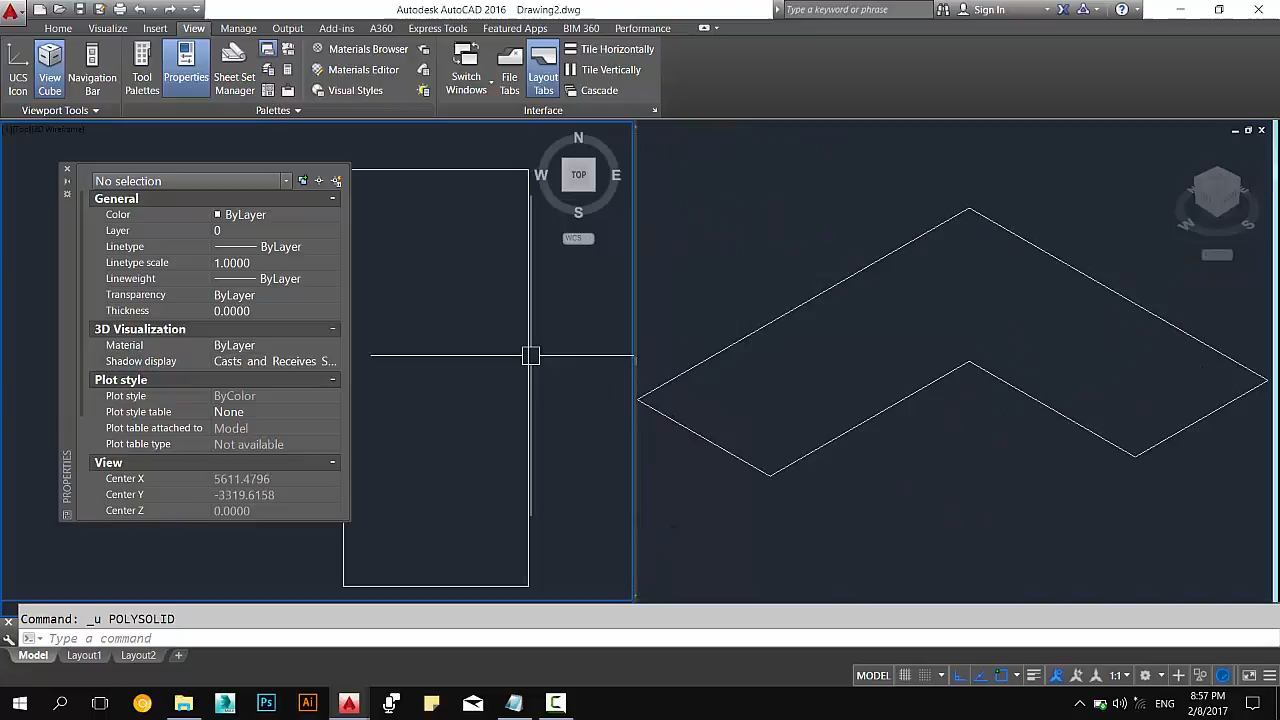 Autodesk AutoCAD 2016 Drawing2.dwg
Type a keyword or phrase
Sign In
Home Visualize Insert View Manage Output Add-ins A360 Express Tools Featured Apps BIM 360 Performance
UCS Icon
View Cube
Navigation Bar
Viewport Tools
Tool Palettes
Properties
Sheet Set Manager
Materials Browser
Materials Editor
Visual Styles
Palettes
Switch Windows
File Tabs
Layout Tabs
Tile Horizontally
Tile Vertically
Cascade
Interface
N
W TOP E
S
WCS
W S
No selection
General
Color ByLayer
Layer 0
Linetype ByLayer
Linetype scale 1.0000
Lineweight ByLayer
Transparency ByLayer
Thickness 0.0000
3D Visualization
Material ByLayer
Shadow display Casts and Receives S...
Plot style
Plot style ByColor
Plot style table None
Plot table attached to Model
Plot table type Not available
View
Center X 5611.4796
Center Y -3319.6158
Center Z 0.0000
PROPERTIES
Command: _u POLYSOLID
Type a command
Model Layout1 Layout2
MODEL 1:1
Ps Ai
ENG
8:57 PM
2/8/2017